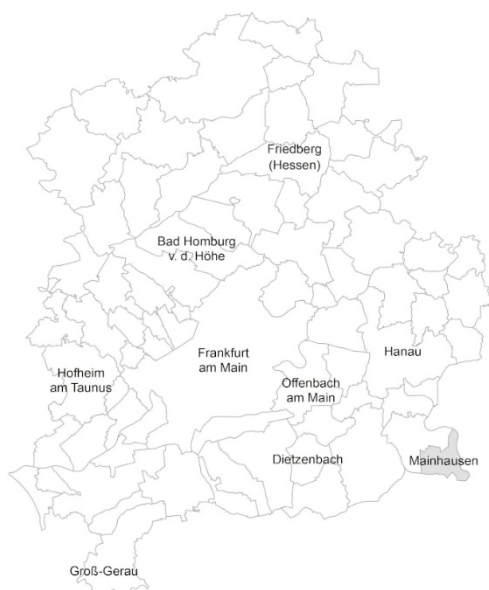 Friedberg
(Hessen)
Bad Homburg
v. d. Höhe
Frankfurt
am Main
Hanau
Hofheim
am Taunus
Offenbach
am Main
Dietzenbach
Mainhausen
Groß-Gerau